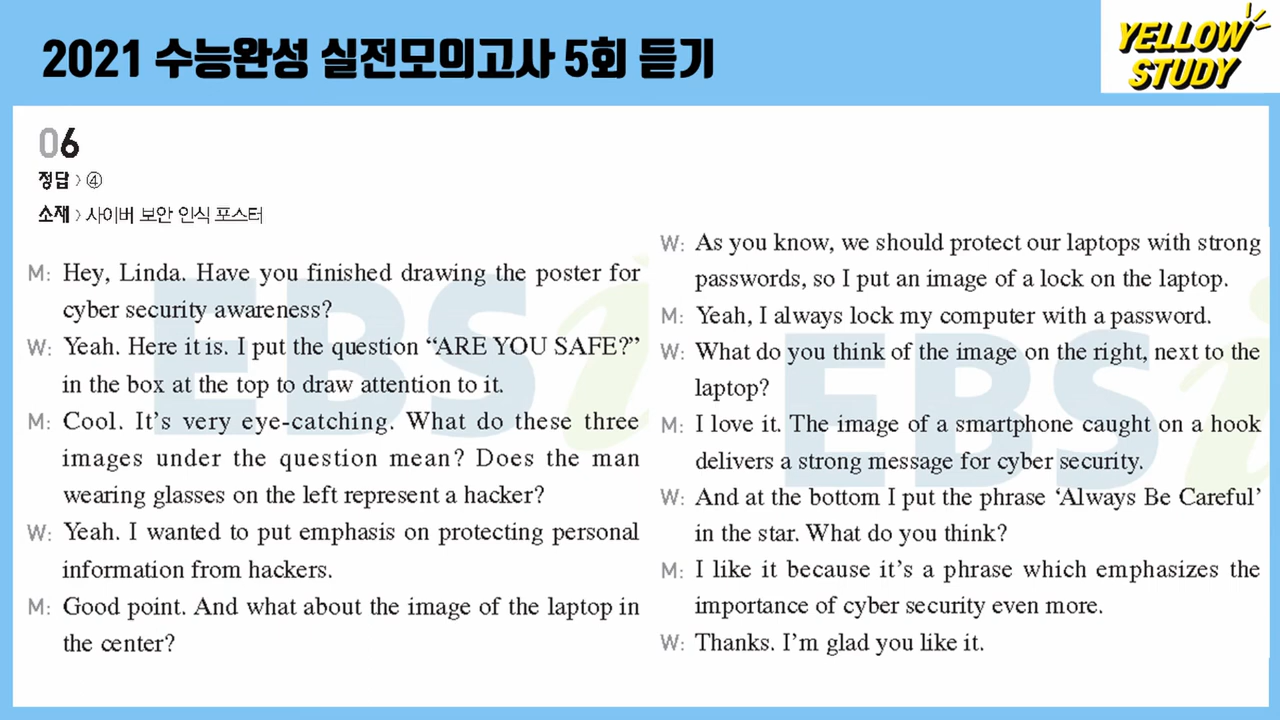 2021 수능완성 실전모의고사 5회 듣기
YELLOW
STUDY
06
정답 > ④
소재 > 사이버 보안 인식 포스터
M: Hey, Linda. Have you finished drawing the poster for
cyber security awareness?
W: Yeah. Here it is. I put the question “ARE YOU SAFE?”
in the box at the top to draw attention to it.
M: Cool. It’s very eye-catching. What do these three
images under the question mean? Does the man
wearing glasses on the left represent a hacker?
W: Yeah. I wanted to put emphasis on protecting personal
information from hackers.
M: Good point. And what about the image of the laptop in
the center?
W: As you know, we should protect our laptops with strong
passwords, so I put an image of a lock on the laptop.
M: Yeah, I always lock my computer with a password.
W: What do you think of the image on the right, next to the
laptop?
M: I love it. The image of a smartphone caught on a hook
delivers a strong message for cyber security.
W: And at the bottom I put the phrase ‘Always Be Careful’
in the star. What do you think?
M: I like it because it’s a phrase which emphasizes the
importance of cyber security even more.
W: Thanks. I’m glad you like it.
EBSi
EBSi